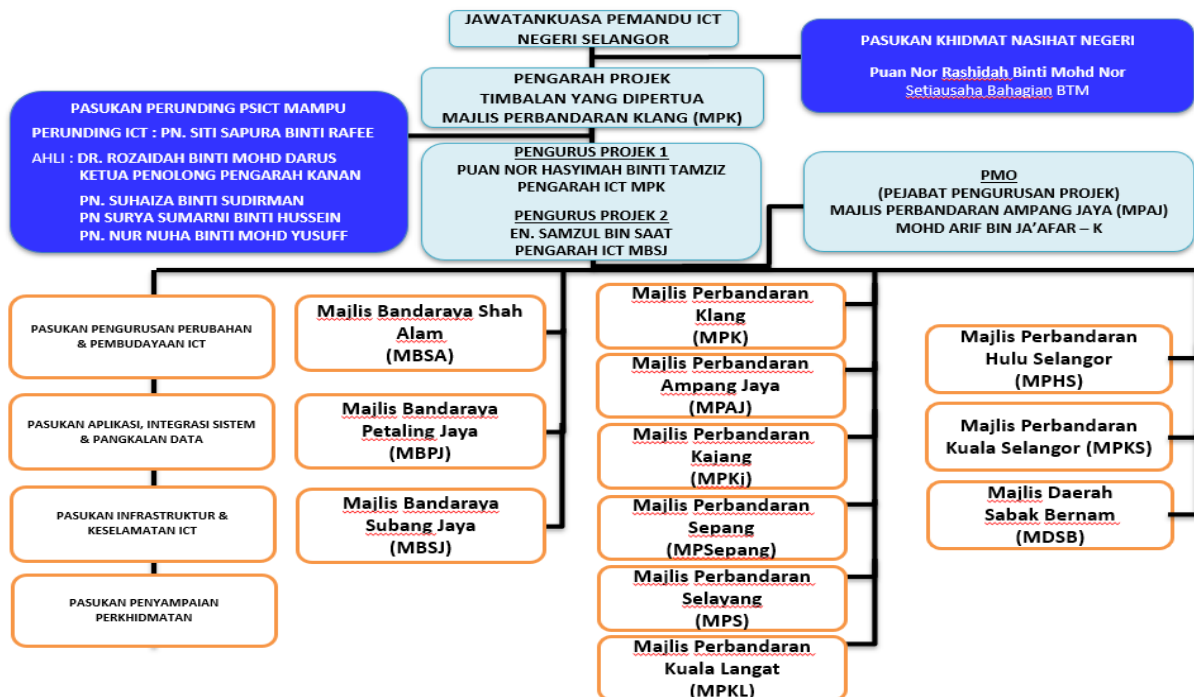 JAWATANKUASA PEMANDU ICT
NEGERI SELANGOR
PASUKAN KHIDMAT NASIHAT NEGERI
Puan Nor Rashidah Binti Mohd Nor
Setiausaha Bahagian BTM
PENGARAH PROJEK
TIMBALAN YANG DIPERTUA
MAJLIS PERBANDARAN KLANG (MPK)
PASUKAN PERUNDING PSICT MAMPU
PERUNDING ICT : PN. SITI SAPURA BINTI RAFEE
AHLI : DR. ROZAIDAH BINTI MOHD DARUS
KETUA PENOLONG PENGARAH KANAN
PN. SUHAIZA BINTI SUDIRMAN
PN SURYA SUMARNI BINTI HUSSEIN
PN. NUR NUHA BINTI MOHD YUSUFF
PENGURUS PROJEK 1
PUAN NOR HASYIMAH BINTI TAMZIZ
PENGARAH ICT MPK
PENGURUS PROJEK 2
EN. SAMZUL BIN SAAT
PENGARAH ICT MBSJ
PMO
(PEJABAT PENGURUSAN PROJEK)
MAJLIS PERBANDARAN AMPANG JAYA (MPAJ)
MOHD ARIF BIN JA’AFAR – K
PASUKAN PENGURUSAN PERUBAHAN
& PEMBUDAYAAN ICT
PASUKAN APLIKASI, INTEGRASI SISTEM
& PANGKALAN DATA
PASUKAN INFRASTRUKTUR &
KESELAMATAN ICT
PASUKAN PENYAMPAIAN
PERKHIDMATAN
Majlis Bandaraya Shah
Alam
(MBSA)
Majlis Bandaraya
Petaling Jaya
(MBPJ)
Majlis Bandaraya
Subang Jaya
(MBSJ)
Majlis Perbandaran
Klang
(MPK)
Majlis Perbandaran
Ampang Jaya
(MPAJ)
Majlis Perbandaran
Kajang
(MPKj)
Majlis Perbandaran
Sepang
(MPSepang)
Majlis Perbandaran
Selayang
(MPS)
Majlis Perbandaran
Kuala Langat
(MPKL)
Majlis Perbandaran
Hulu Selangor
(MPHS)
Majlis Perbandaran
Kuala Selangor (MPKS)
Majlis Daerah
Sabak Bernam
(MDSB)